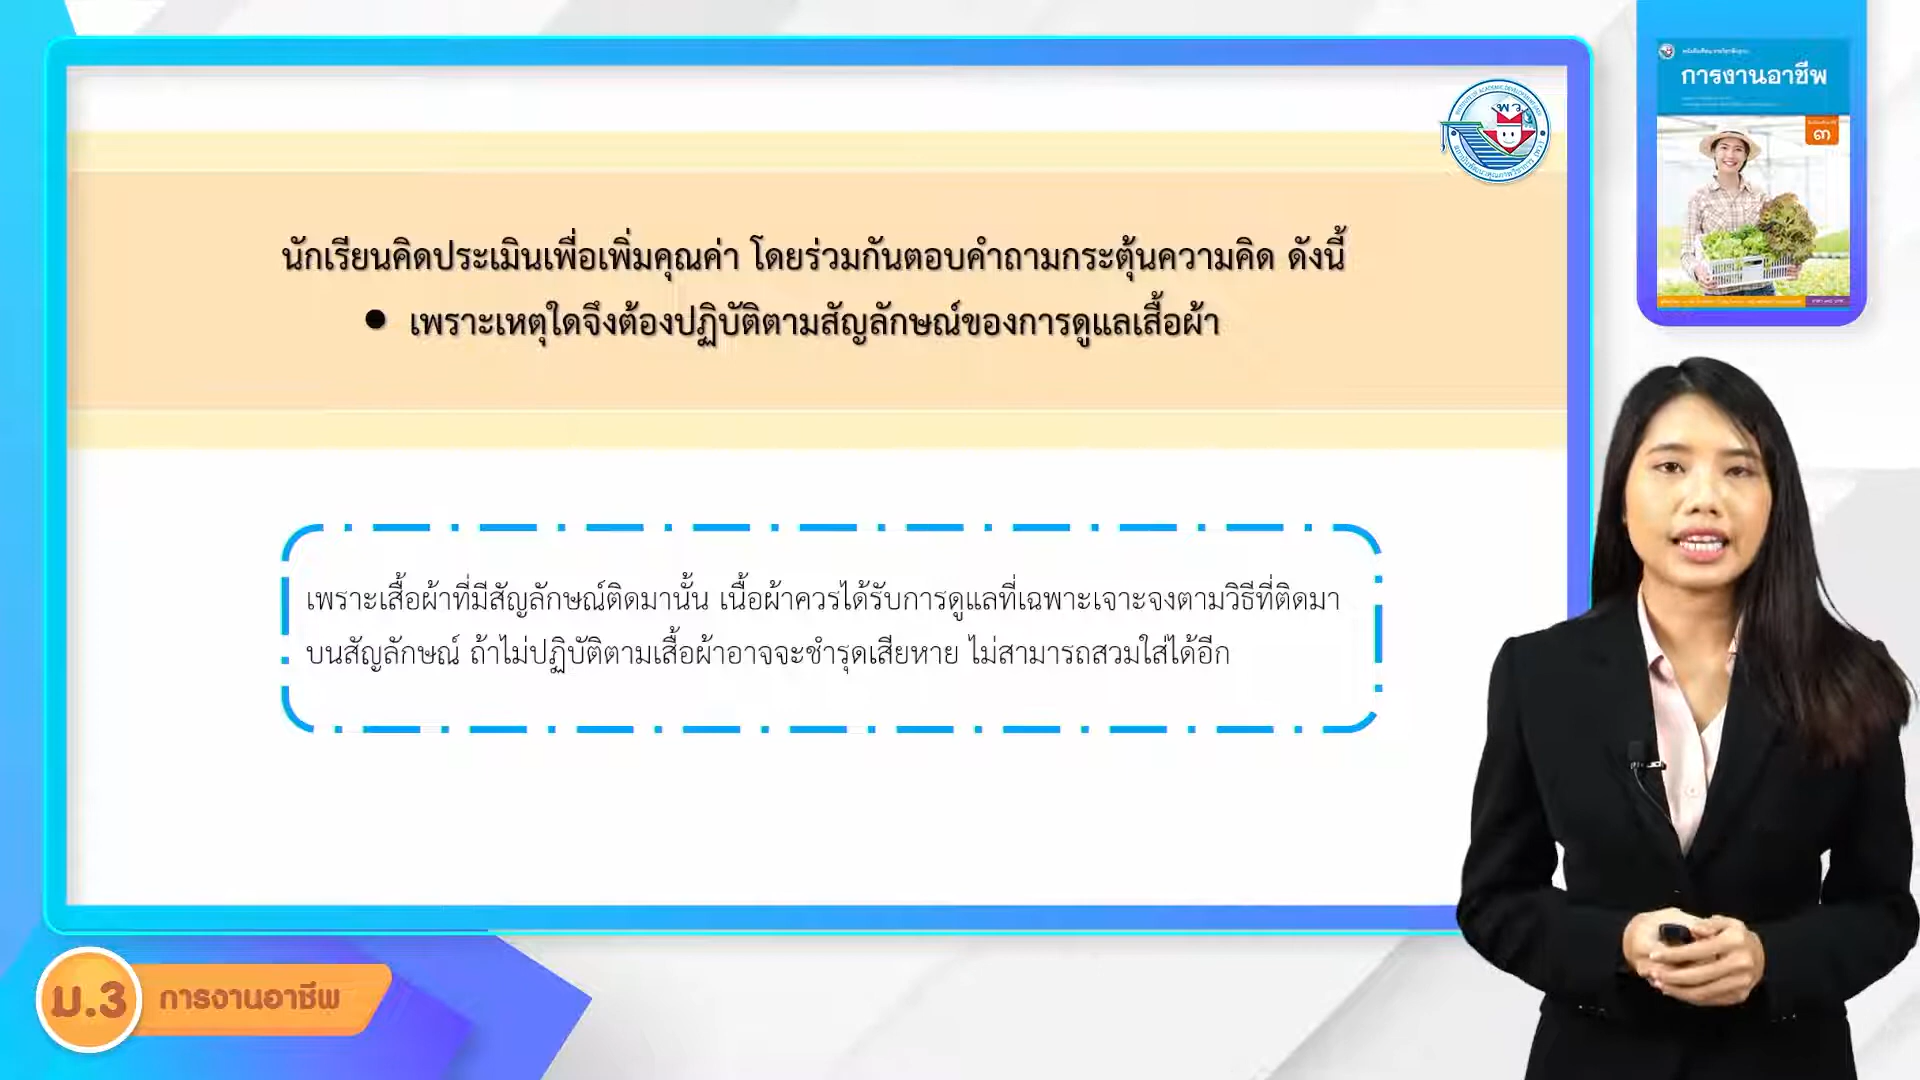 นักเรียนคิดประเมินเพื่อเพิ่มคุณค่า โดยร่วมกันตอบคำถามกระตุ้นความคิด ดังนี้
● เพราะเหตุใดจึงต้องปฏิบัติตามสัญลักษณ์ของการดูแลเสื้อผ้า
เพราะเสื้อผ้าที่มีสัญลักษณ์ติดมานั้น เนื้อผ้าควรได้รับการดูแลที่เฉพาะเจาะจงตามวิธีที่ติดมา
บนสัญลักษณ์ ถ้าไม่ปฏิบัติตามเสื้อผ้าอาจจะชำรุดเสียหาย ไม่สามารถสวมใส่ได้อีก
พว
การงานอาชีพ
๓
ม.3 การงานอาชีพ